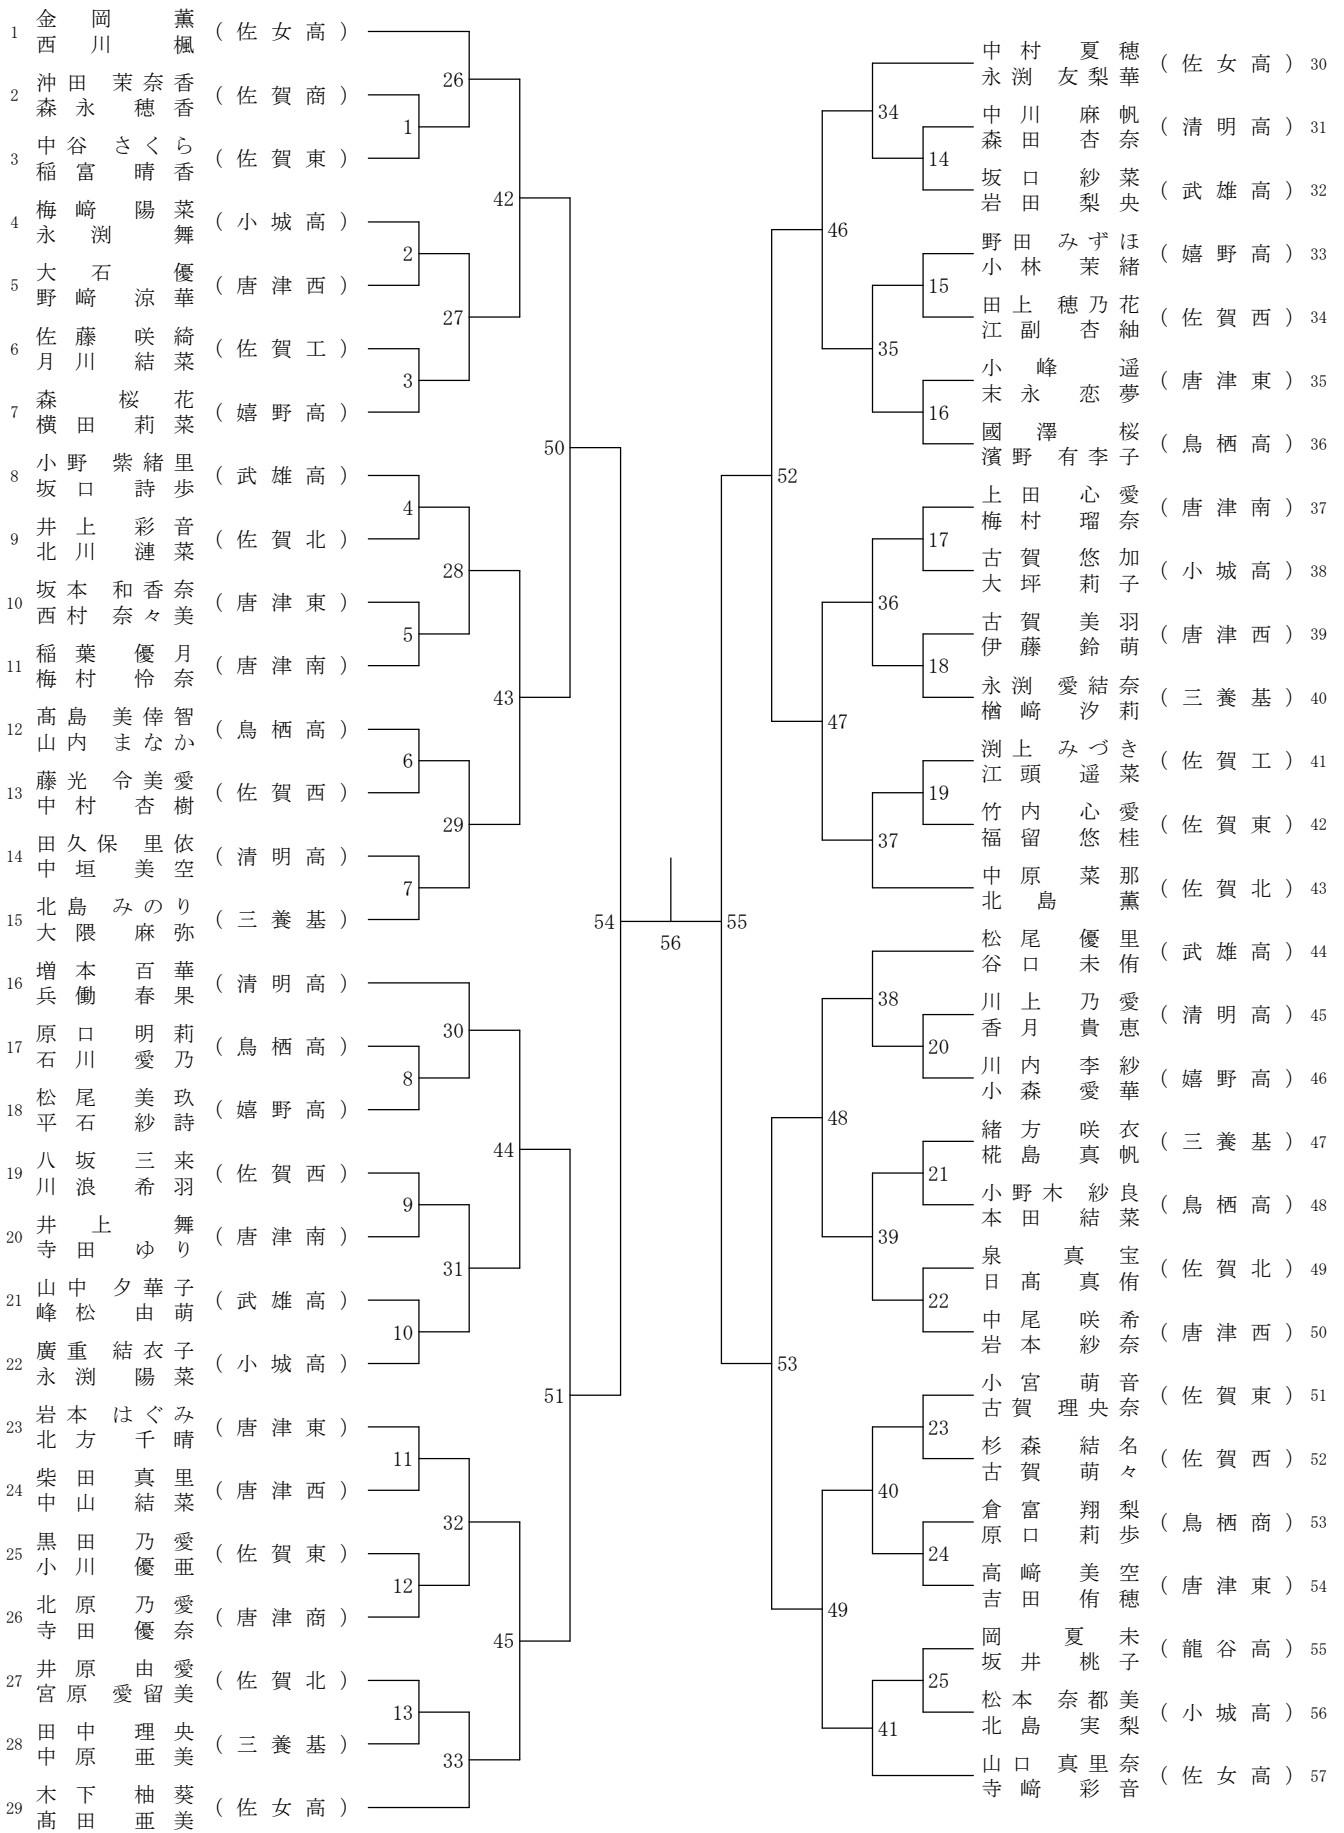 1 金岡 薫 (佐女高)
西川 楓
2 沖田 茉奈香 (佐賀商)
森永 穂香
3 中谷 さくら (佐賀東)
稲富 晴香
4 梅﨑 陽菜 (小城高)
永渕 舞
5 大石 優 (唐津西)
野﨑 涼華
6 佐藤 咲綺 (佐賀工)
月川 結菜
7 森 桜花 (嬉野高)
横田 莉菜
8 小野 紫緒里 (武雄高)
坂口 詩歩
9 井上 彩音 (佐賀北)
北川 漣菜
10 坂本 和香奈 (唐津東)
西村 奈々美
11 稲葉 優月 (唐津南)
梅村 怜奈
12 髙島 美倖智 (鳥栖高)
山内 まなか
13 藤光 令美愛 (佐賀西)
中村 杏樹
14 田久保 里依 (清明高)
中垣 美空
15 北島 みのり (三養基)
大隈 麻弥
16 増本 百華 (清明高)
兵働 春果
17 原口 明莉 (鳥栖高)
石川 愛乃
18 松尾 美玖 (嬉野高)
平石 紗詩
19 八坂 三来 (佐賀西)
川浪 希羽
20 井上 舞 (唐津南)
寺田 ゆり
21 山中 夕華子 (武雄高)
峰松 由萌
22 廣重 結衣子 (小城高)
永渕 陽菜
23 岩本 はぐみ (唐津東)
北方 千晴
24 柴田 真里 (唐津西)
中山 結菜
25 黒田 乃愛 (佐賀東)
小川 優亜
26 北原 乃愛 (唐津商)
寺田 優奈
27 井原 由愛 (佐賀北)
宮原 愛留美
28 田中 理央 (三養基)
中原 亜美
29 木下 柚葵 (佐女高)
髙田 亜美
1
2
3
4
5
6
7
8
9
10
11
12
13
26
27
28
29
30
31
32
33
42
43
44
45
50
51
54
56
55
52
53
46
47
48
49
34
35
36
37
38
39
40
41
14
15
16
17
18
19
20
21
22
23
24
25
中村 夏穂 (佐女高) 30
永渕 友梨華
中川 麻帆 (清明高) 31
森田 杏奈
坂口 紗菜 (武雄高) 32
岩田 梨央
野田 みずほ (嬉野高) 33
小林 茉緒
田上 穂乃花 (佐賀西) 34
江副 杏紬
小峰 遥 (唐津東) 35
末永 恋夢
國澤 桜 (鳥栖高) 36
濱野 有李子
上田 心愛 (唐津南) 37
梅村 瑠奈
古賀 悠加 (小城高) 38
大坪 莉子
古賀 美羽 (唐津西) 39
伊藤 鈴萌
永渕 愛結奈 (三養基) 40
楢﨑 汐莉
渕上 みづき (佐賀工) 41
江頭 遥菜
竹内 心愛 (佐賀東) 42
福留 悠桂
中原 菜那 (佐賀北) 43
北島 薫
松尾 優里 (武雄高) 44
谷口 未侑
川上 乃愛 (清明高) 45
香月 貴恵
川内 李紗 (嬉野高) 46
小森 愛華
緒方 咲衣 (三養基) 47
椛島 真帆
小野木 紗良 (鳥栖高) 48
本田 結菜
泉 真宝 (佐賀北) 49
日髙 真侑
中尾 咲希 (唐津西) 50
岩本 紗奈
小宮 萌音 (佐賀東) 51
古賀 理央奈
杉森 結名 (佐賀西) 52
古賀 萌々
倉富 翔梨 (鳥栖商) 53
原口 莉歩
高﨑 美空 (唐津東) 54
吉田 侑穂
岡 夏未 (龍谷高) 55
坂井 桃子
松本 奈都美 (小城高) 56
北島 実梨
山口 真里奈 (佐女高) 57
寺﨑 彩音